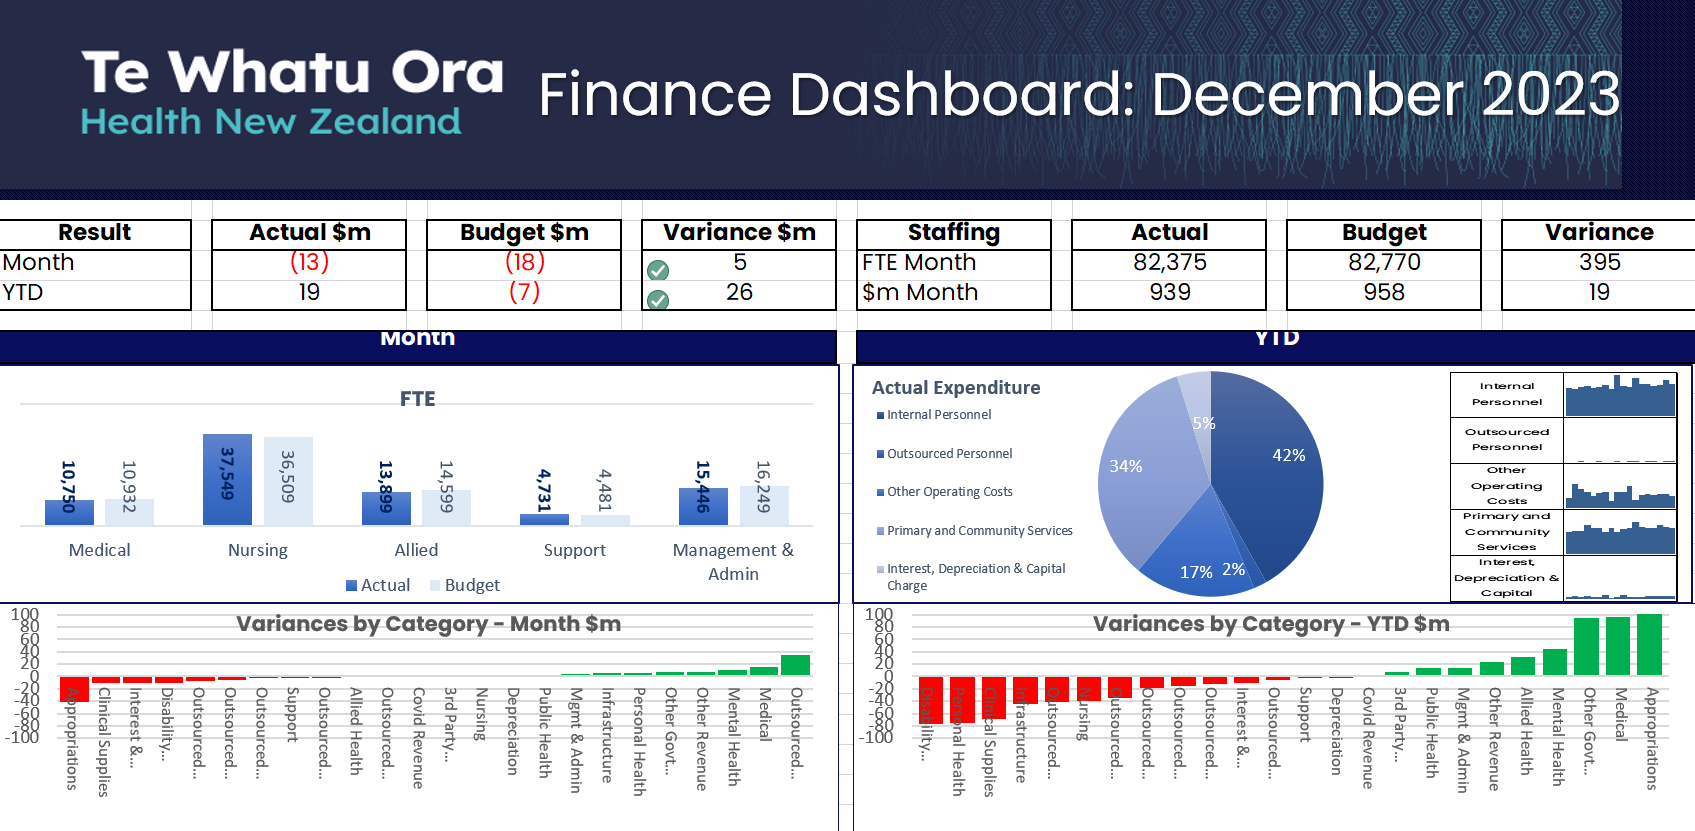 Te Whatu Ora
Health New Zealand
Finance Dashboard: December 2023
Result Actual $m Budget $m Variance $m Staffing Actual Budget Variance
Month (13) (18) 5 FTE Month 82,375 82,770 395
YTD 19 (7) 26 $m Month 939 958 19
Month
YTD
FTE
10,750 10,932 37,549 36,509 13,899 14,599 4,731 4,481 15,446 16,249
Medical Nursing Allied Support Management &
Admin
Actual Budget
Actual Expenditure
Internal Personnel
Outsourced Personnel
Other Operating Costs
Primary and Community Services
Interest, Depreciation & Capital
Charge
5%
42%
34%
17% 2%
Internal
Personnel
Outsourced
Personnel
Other
Operating
Costs
Primary and
Community
Services
Interest,
Depreciation &
Capital
Variances by Category - Month $m
100
80
60
40
20
0
-20
-40
-60
-80
-100
Appropriations
Clinical Supplies
Interest &...
Disability...
Outsourced...
Outsourced...
Outsourced...
Support
Outsourced...
Allied Health
Outsourced...
Covid Revenue
3rd Party...
Nursing
Depreciation
Public Health
Mgmt & Admin
Infrastructure
Personal Health
Other Govt...
Other Revenue
Mental Health
Medical
Outsourced...
Variances by Category - YTD $m
100
80
60
40
20
0
-20
-40
-60
-80
-100
Disability...
Personal Health
Clinical Supplies
Infrastructure
Outsourced...
Nursing
Outsourced...
Outsourced...
Outsourced...
Outsourced...
Interest &...
Outsourced...
Support
Depreciation
Covid Revenue
3rd Party...
Public Health
Mgmt & Admin
Other Revenue
Allied Health
Mental Health
Other Govt...
Medical
Appropriations